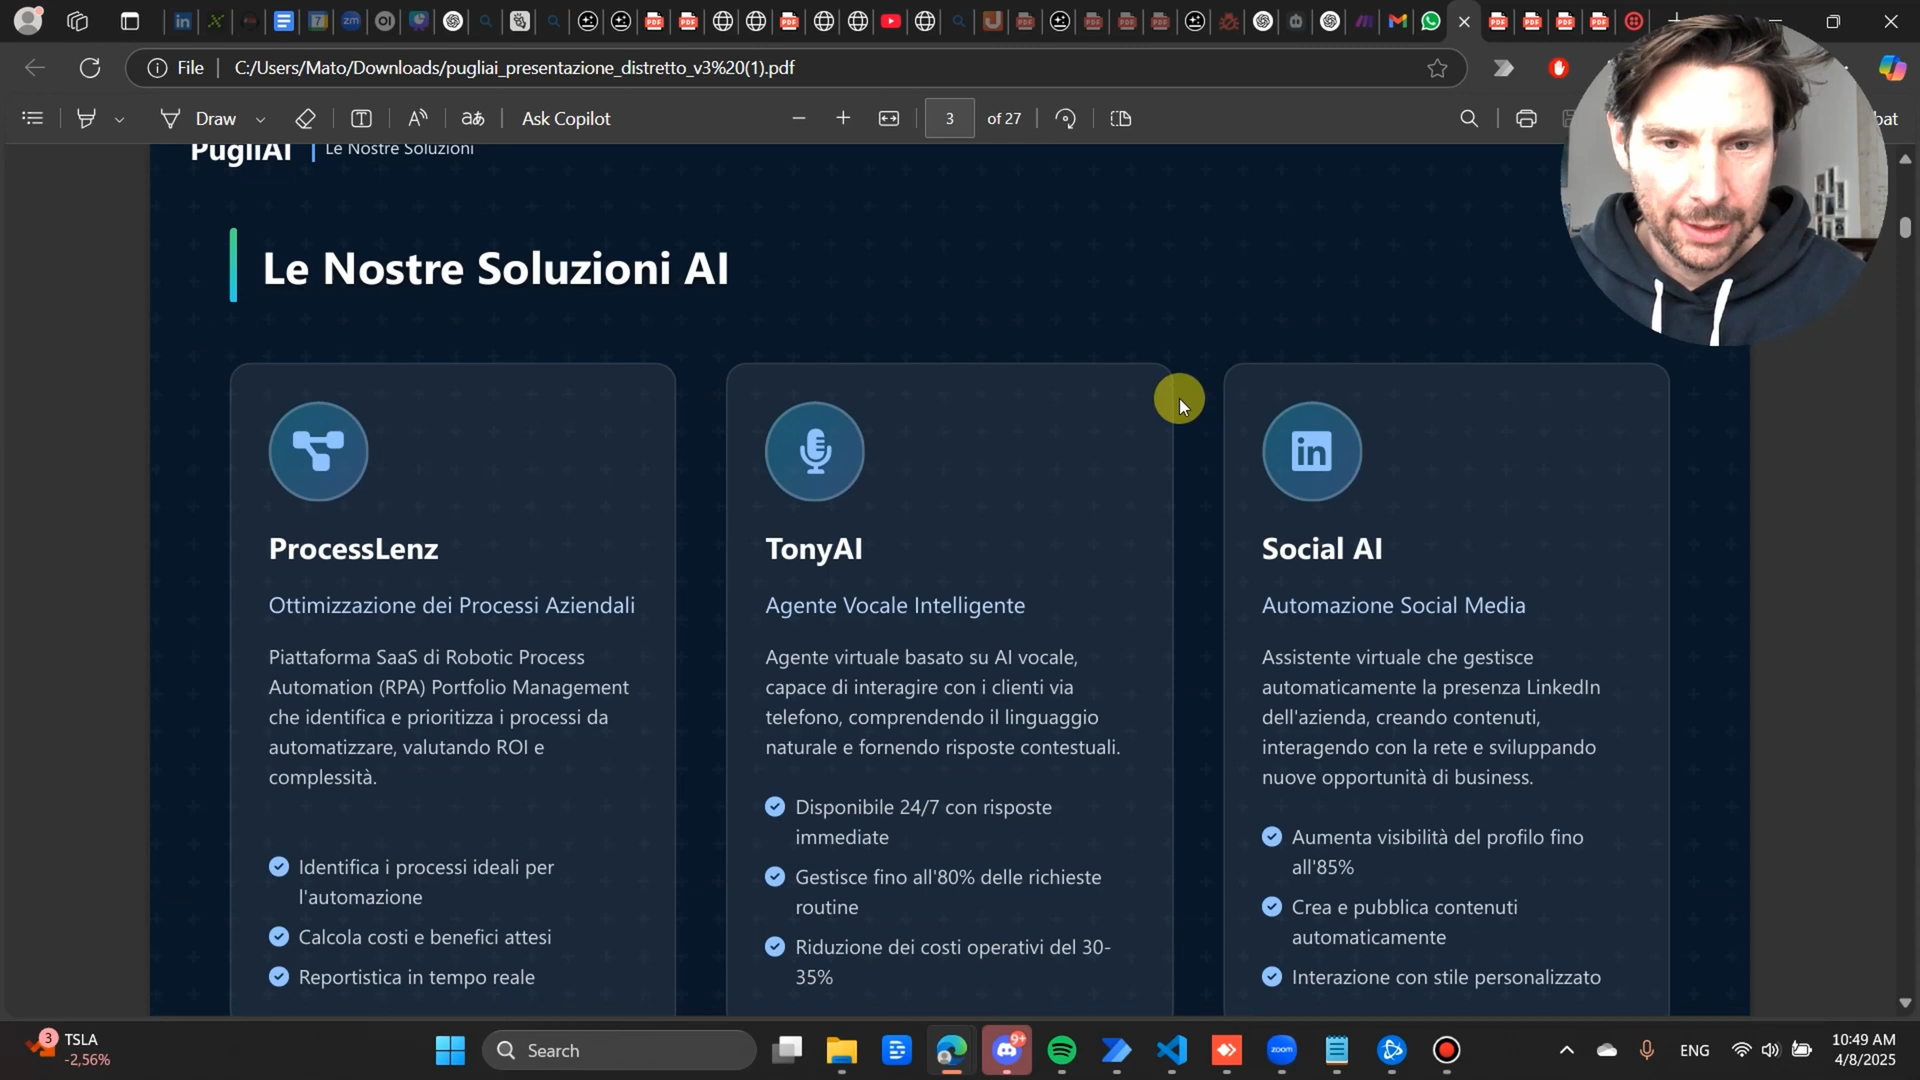 File
C:/Users/Mato/Downloads/pugliai_presentazione_distretto_v3%20(1).pdf
Draw
Ask Copilot
3
of 27
PugliAI
Le Nostre Soluzioni
Le Nostre Soluzioni AI
ProcessLenz
Ottimizzazione dei Processi Aziendali
Piattaforma SaaS di Robotic Process
Automation (RPA) Portfolio Management
che identifica e prioritizza i processi da
automatizzare, valutando ROI e
complessità.
Identifica i processi ideali per
l'automazione
Calcola costi e benefici attesi
Reportistica in tempo reale
TonyAI
Agente Vocale Intelligente
Agente virtuale basato su AI vocale,
capace di interagire con i clienti via
telefono, comprendendo il linguaggio
naturale e fornendo risposte contestuali.
Disponibile 24/7 con risposte
immediate
Gestisce fino all'80% delle richieste
routine
Riduzione dei costi operativi del 30-
35%
Social AI
Automazione Social Media
Assistente virtuale che gestisce
automaticamente la presenza LinkedIn
dell'azienda, creando contenuti,
interagendo con la rete e sviluppando
nuove opportunità di business.
Aumenta visibilità del profilo fino
all'85%
Crea e pubblica contenuti
automaticamente
Interazione con stile personalizzato
3
TSLA
-2,56%
Search
9+
zoom
ENG
10:49 AM
4/8/2025